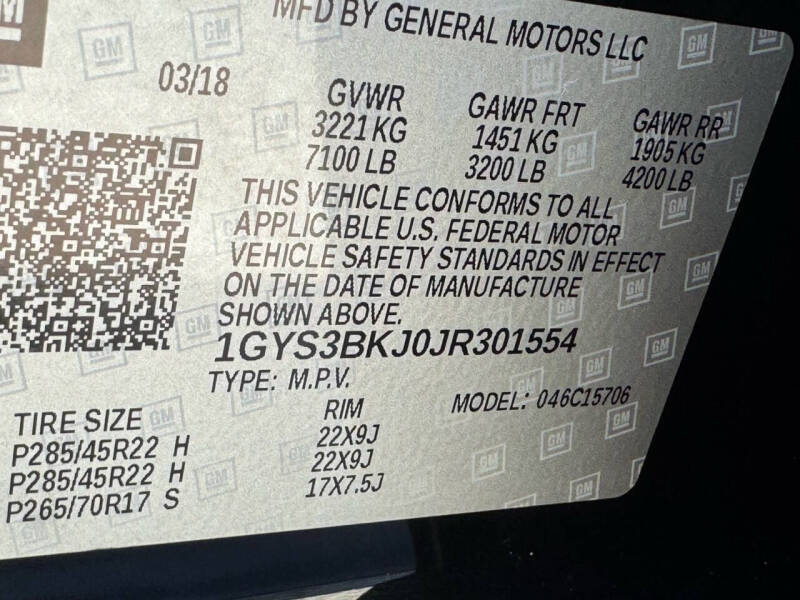 GM
MFD BY GENERAL MOTORS LLC
03/18
GVWR GAWR FRT GAWR RR
3221 KG 1451 KG 1905 KG
7100 LB 3200 LB 4200 LB
THIS VEHICLE CONFORMS TO ALL
APPLICABLE U.S. FEDERAL MOTOR
VEHICLE SAFETY STANDARDS IN EFFECT
ON THE DATE OF MANUFACTURE
SHOWN ABOVE.
1GYS3BKJ0JR301554
TYPE: M.P.V. MODEL: 046C15706
TIRE SIZE RIM
P285/45R22 H 22X9J
P285/45R22 H 22X9J
P265/70R17 S 17X7.5J